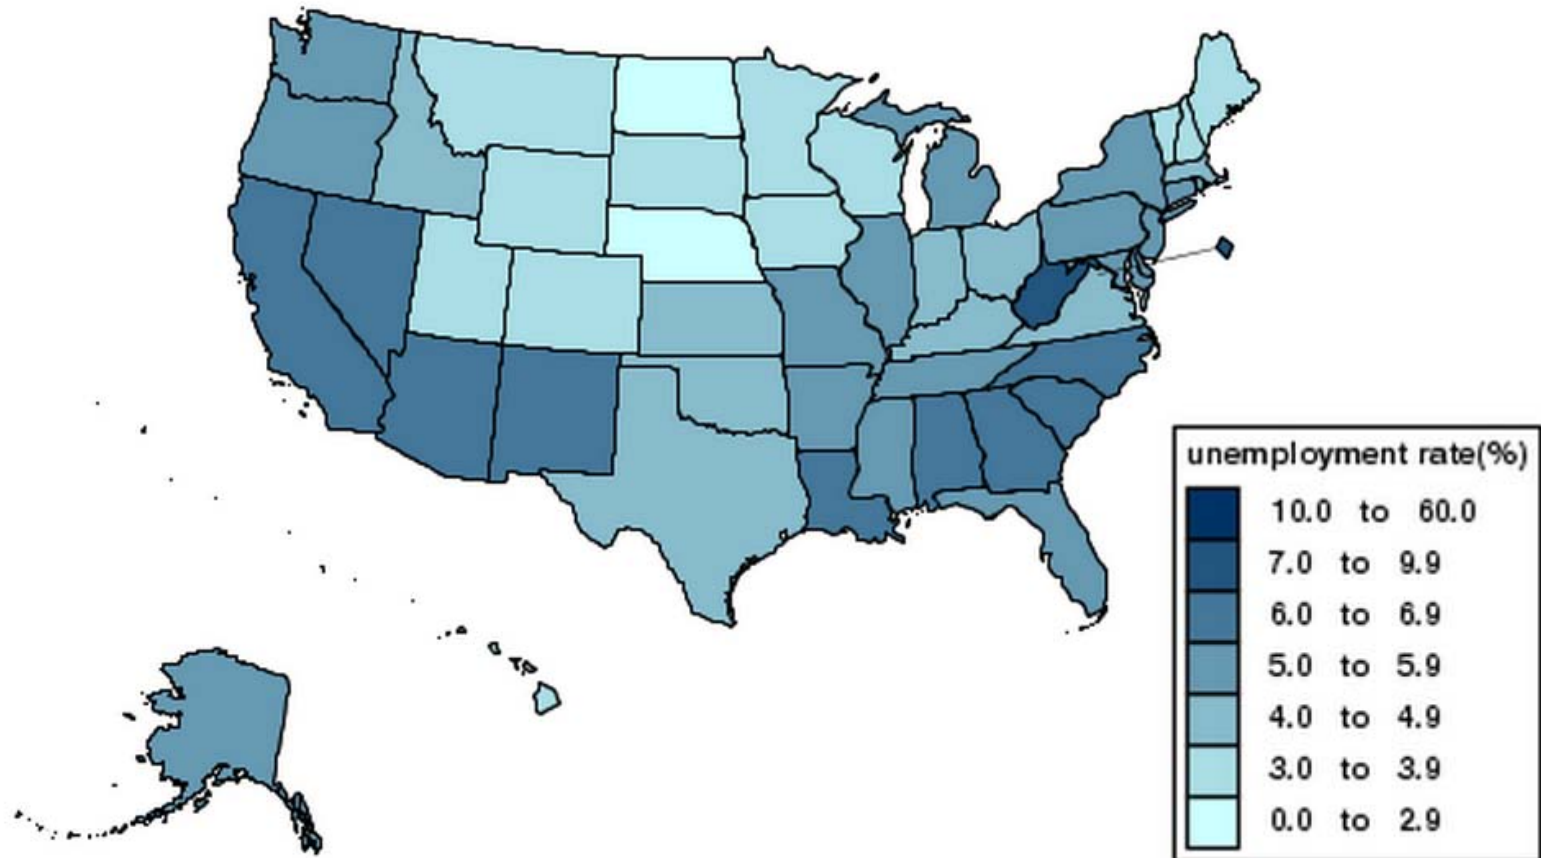 unemployment rate(%)
10.0 to 60.0
7.0 to 9.9
6.0 to 6.9
5.0 to 5.9
4.0 to 4.9
3.0 to 3.9
0.0 to 2.9